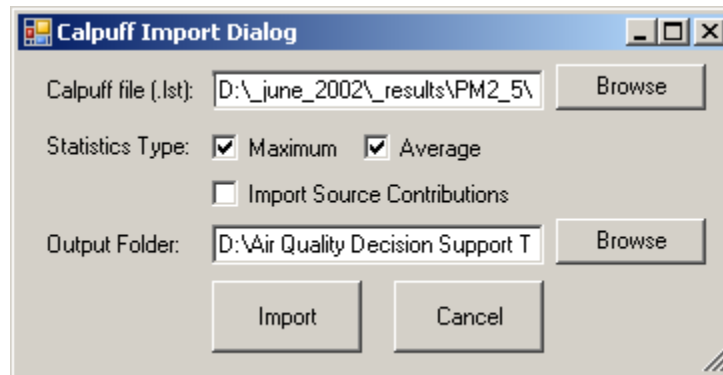 Calpuff Import Dialog
Calpuff file (.lst): D:\_june_2002\_results\PM2_5\ Browse
Statistics Type: Maximum Average
Import Source Contributions
Output Folder: D:\Air Quality Decision Support T Browse
Import Cancel